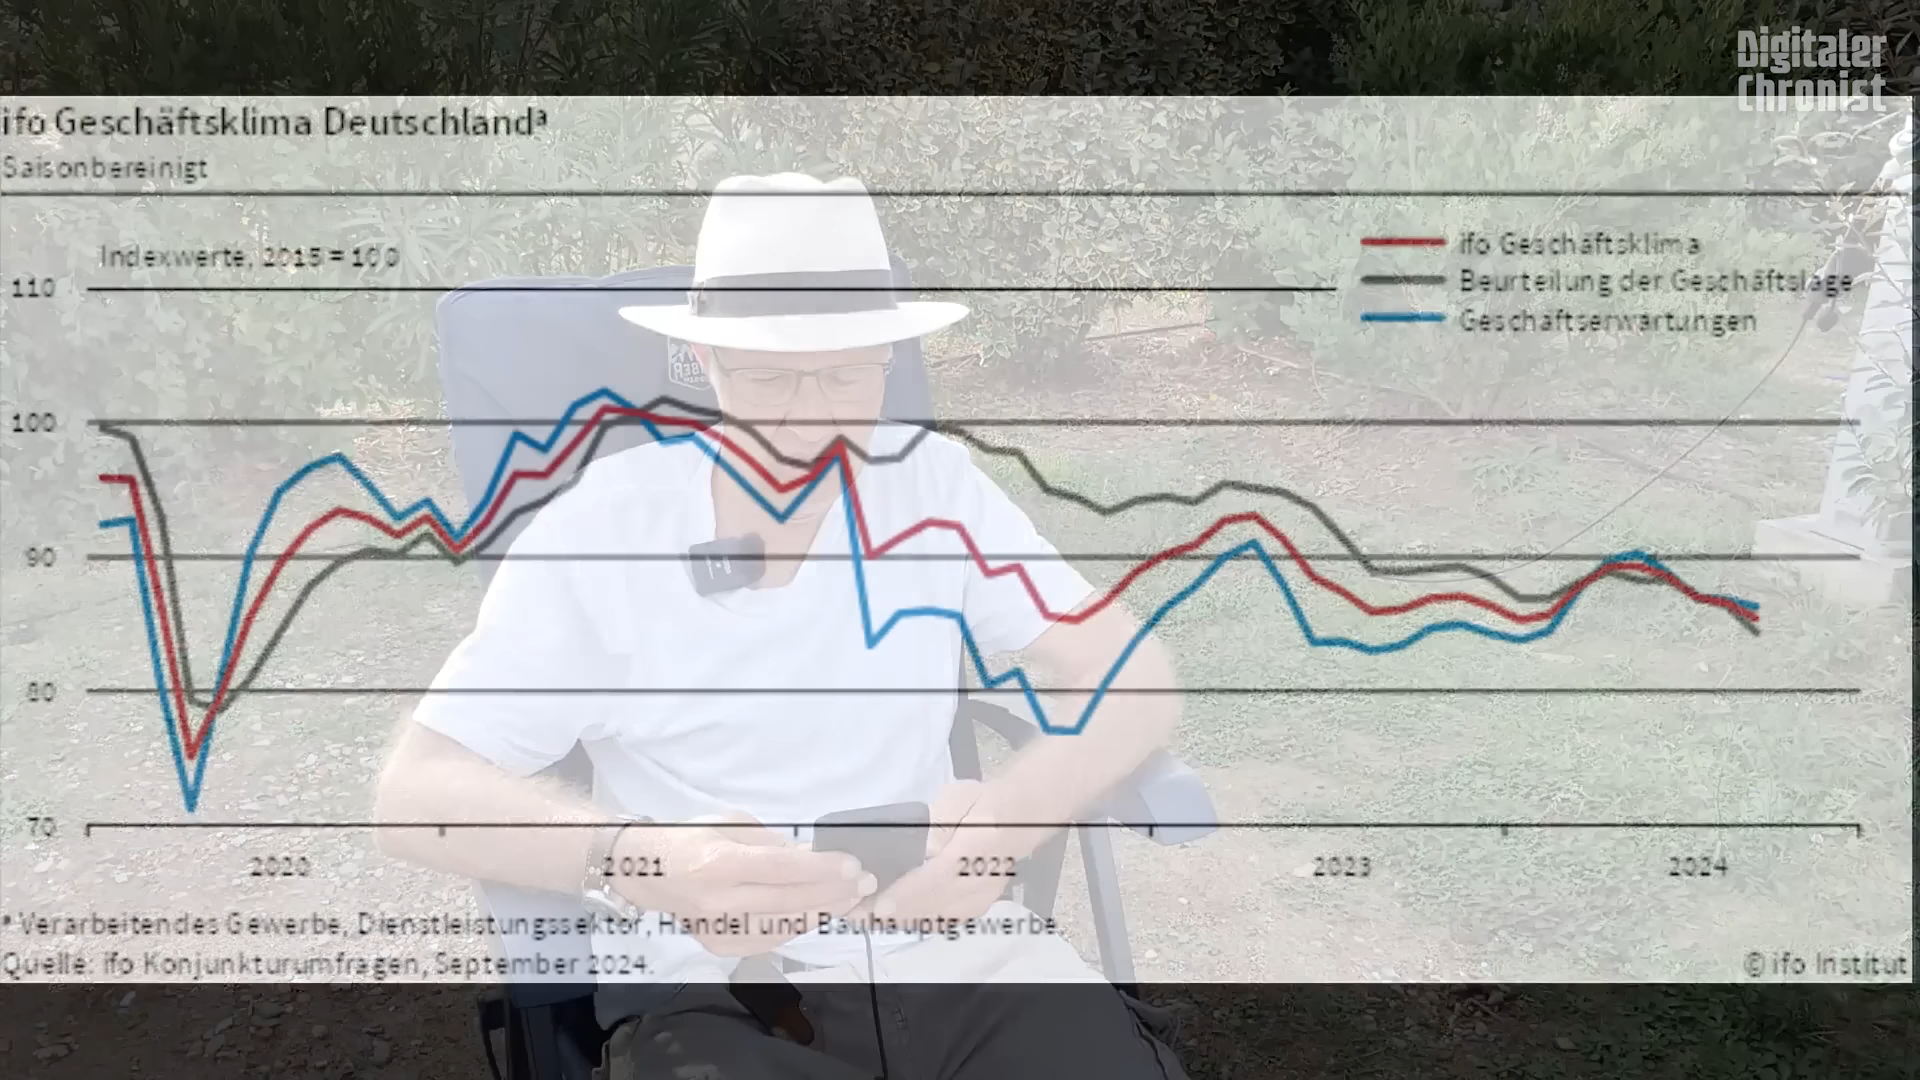 Digitaler
Chronist
ifo Geschäftsklima Deutschlandª
Saisonbereinigt
Indexwerte, 2015 = 100
ifo Geschäftsklima
Beurteilung der Geschäftslage
Geschäftserwartungen
110
100
90
80
70
2020 2021 2022 2023 2024
ª Verarbeitendes Gewerbe, Dienstleistungssektor, Handel und Bauhauptgewerbe.
Quelle: ifo Konjunkturumfragen, September 2024.
© ifo Institut